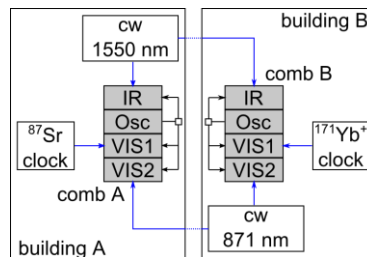 cw
1550 nm
building B
comb B
IR
Osc
VIS1
VIS2
IR
Osc
VIS1
VIS2
⁸⁷Sr
clock
¹⁷¹Yb⁺
clock
comb A
cw
871 nm
building A